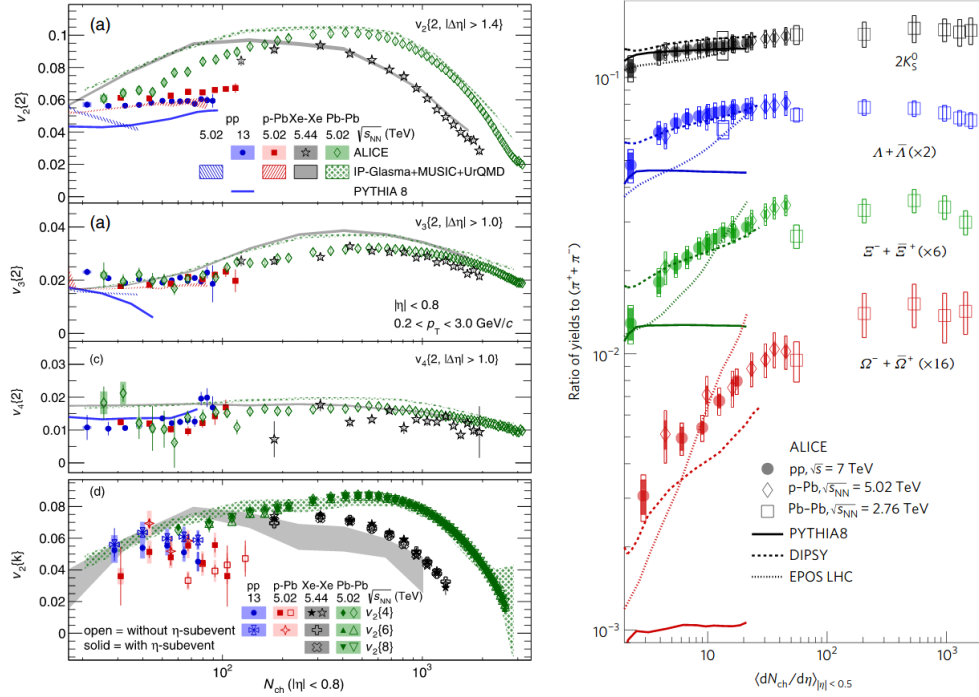 (a)
v₂{2, |Δη| > 1.4}
0.1
0.08
0.06
0.04
0.02
0
v₂{2}
pp p-Pb Xe-Xe Pb-Pb
5.02 13 5.02 5.44 5.02 √sNN (TeV)
ALICE
IP-Glasma+MUSIC+UrQMD
PYTHIA 8
(a)
v₃{2, |Δη| > 1.0}
0.04
0.02
0
v₃{2}
|η| < 0.8
0.2 < pT < 3.0 GeV/c
(c)
v₄{2, |Δη| > 1.0}
0.03
0.02
0.01
0
v₄{2}
(d)
0.08
0.06
0.04
0.02
0
v₂{k}
pp p-Pb Xe-Xe Pb-Pb
13 5.02 5.44 5.02 √sNN (TeV)
v₂{4}
v₂{6}
v₂{8}
open = without η-subevent
solid = with η-subevent
10² 10³
Nch (|η| < 0.8)
Ratio of yields to (π⁺ + π⁻)
10⁻¹
10⁻²
10⁻³
2K⁰S
Λ + Λ̅ (×2)
Ξ⁻ + Ξ̅⁺ (×6)
Ω⁻ + Ω̅⁺ (×16)
ALICE
pp, √s = 7 TeV
p–Pb, √sNN = 5.02 TeV
Pb–Pb, √sNN = 2.76 TeV
PYTHIA8
DIPSY
EPOS LHC
10 10² 10³
⟨dNch/dη⟩|η| < 0.5